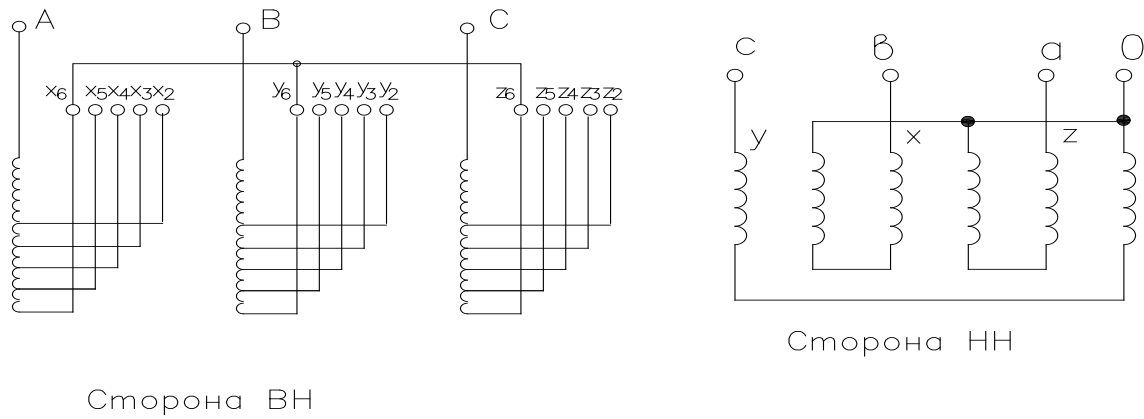 A B C
x6 x5 x4 x3 x2 y6 y5 y4 y3 y2 z6 z5 z4 z3 z2
c в a 0
y x z
Сторона НН
Сторона ВН